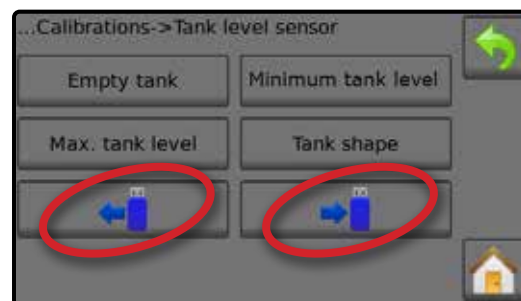 ...Calibrations->Tank level sensor
Empty tank
Minimum tank level
Max. tank level
Tank shape